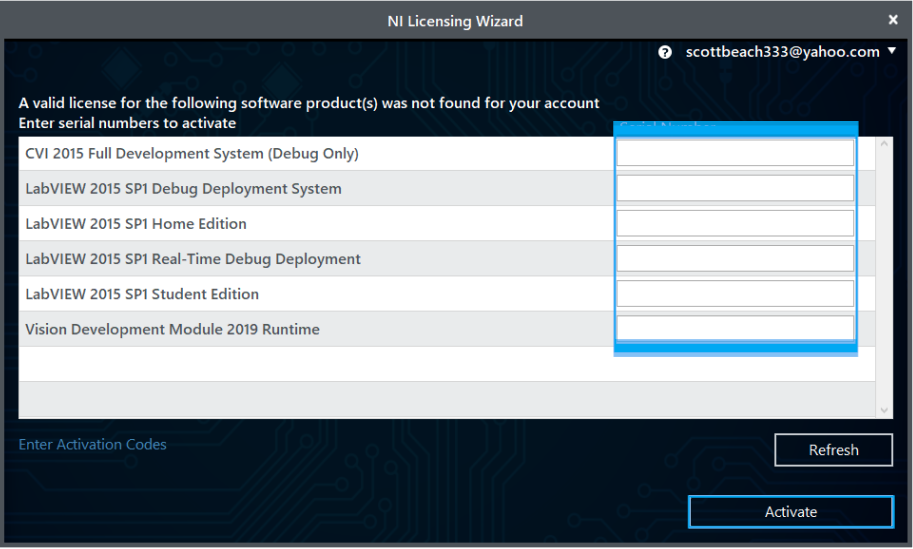 NI Licensing Wizard
scottbeach333@yahoo.com
A valid license for the following software product(s) was not found for your account
Enter serial numbers to activate
Serial Number
CVI 2015 Full Development System (Debug Only)
LabVIEW 2015 SP1 Debug Deployment System
LabVIEW 2015 SP1 Home Edition
LabVIEW 2015 SP1 Real-Time Debug Deployment
LabVIEW 2015 SP1 Student Edition
Vision Development Module 2019 Runtime
Enter Activation Codes
Refresh
Activate